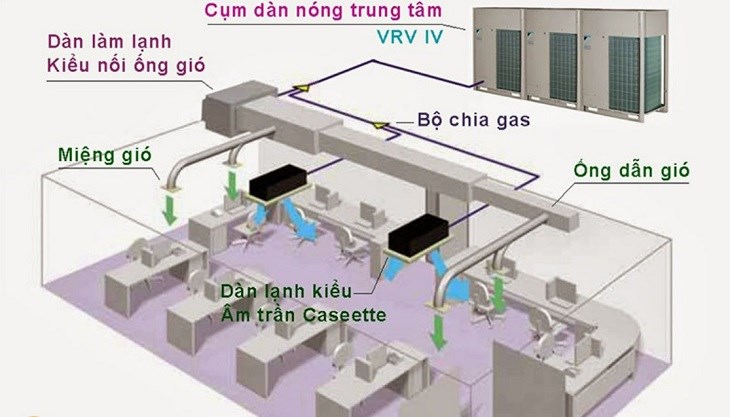 Cụm dàn nóng trung tâm
VRV IV
Dàn làm lạnh
Kiểu nối ống gió
Bộ chia gas
Miệng gió
Ống dẫn gió
Dàn lạnh kiểu
Âm trần Caseette